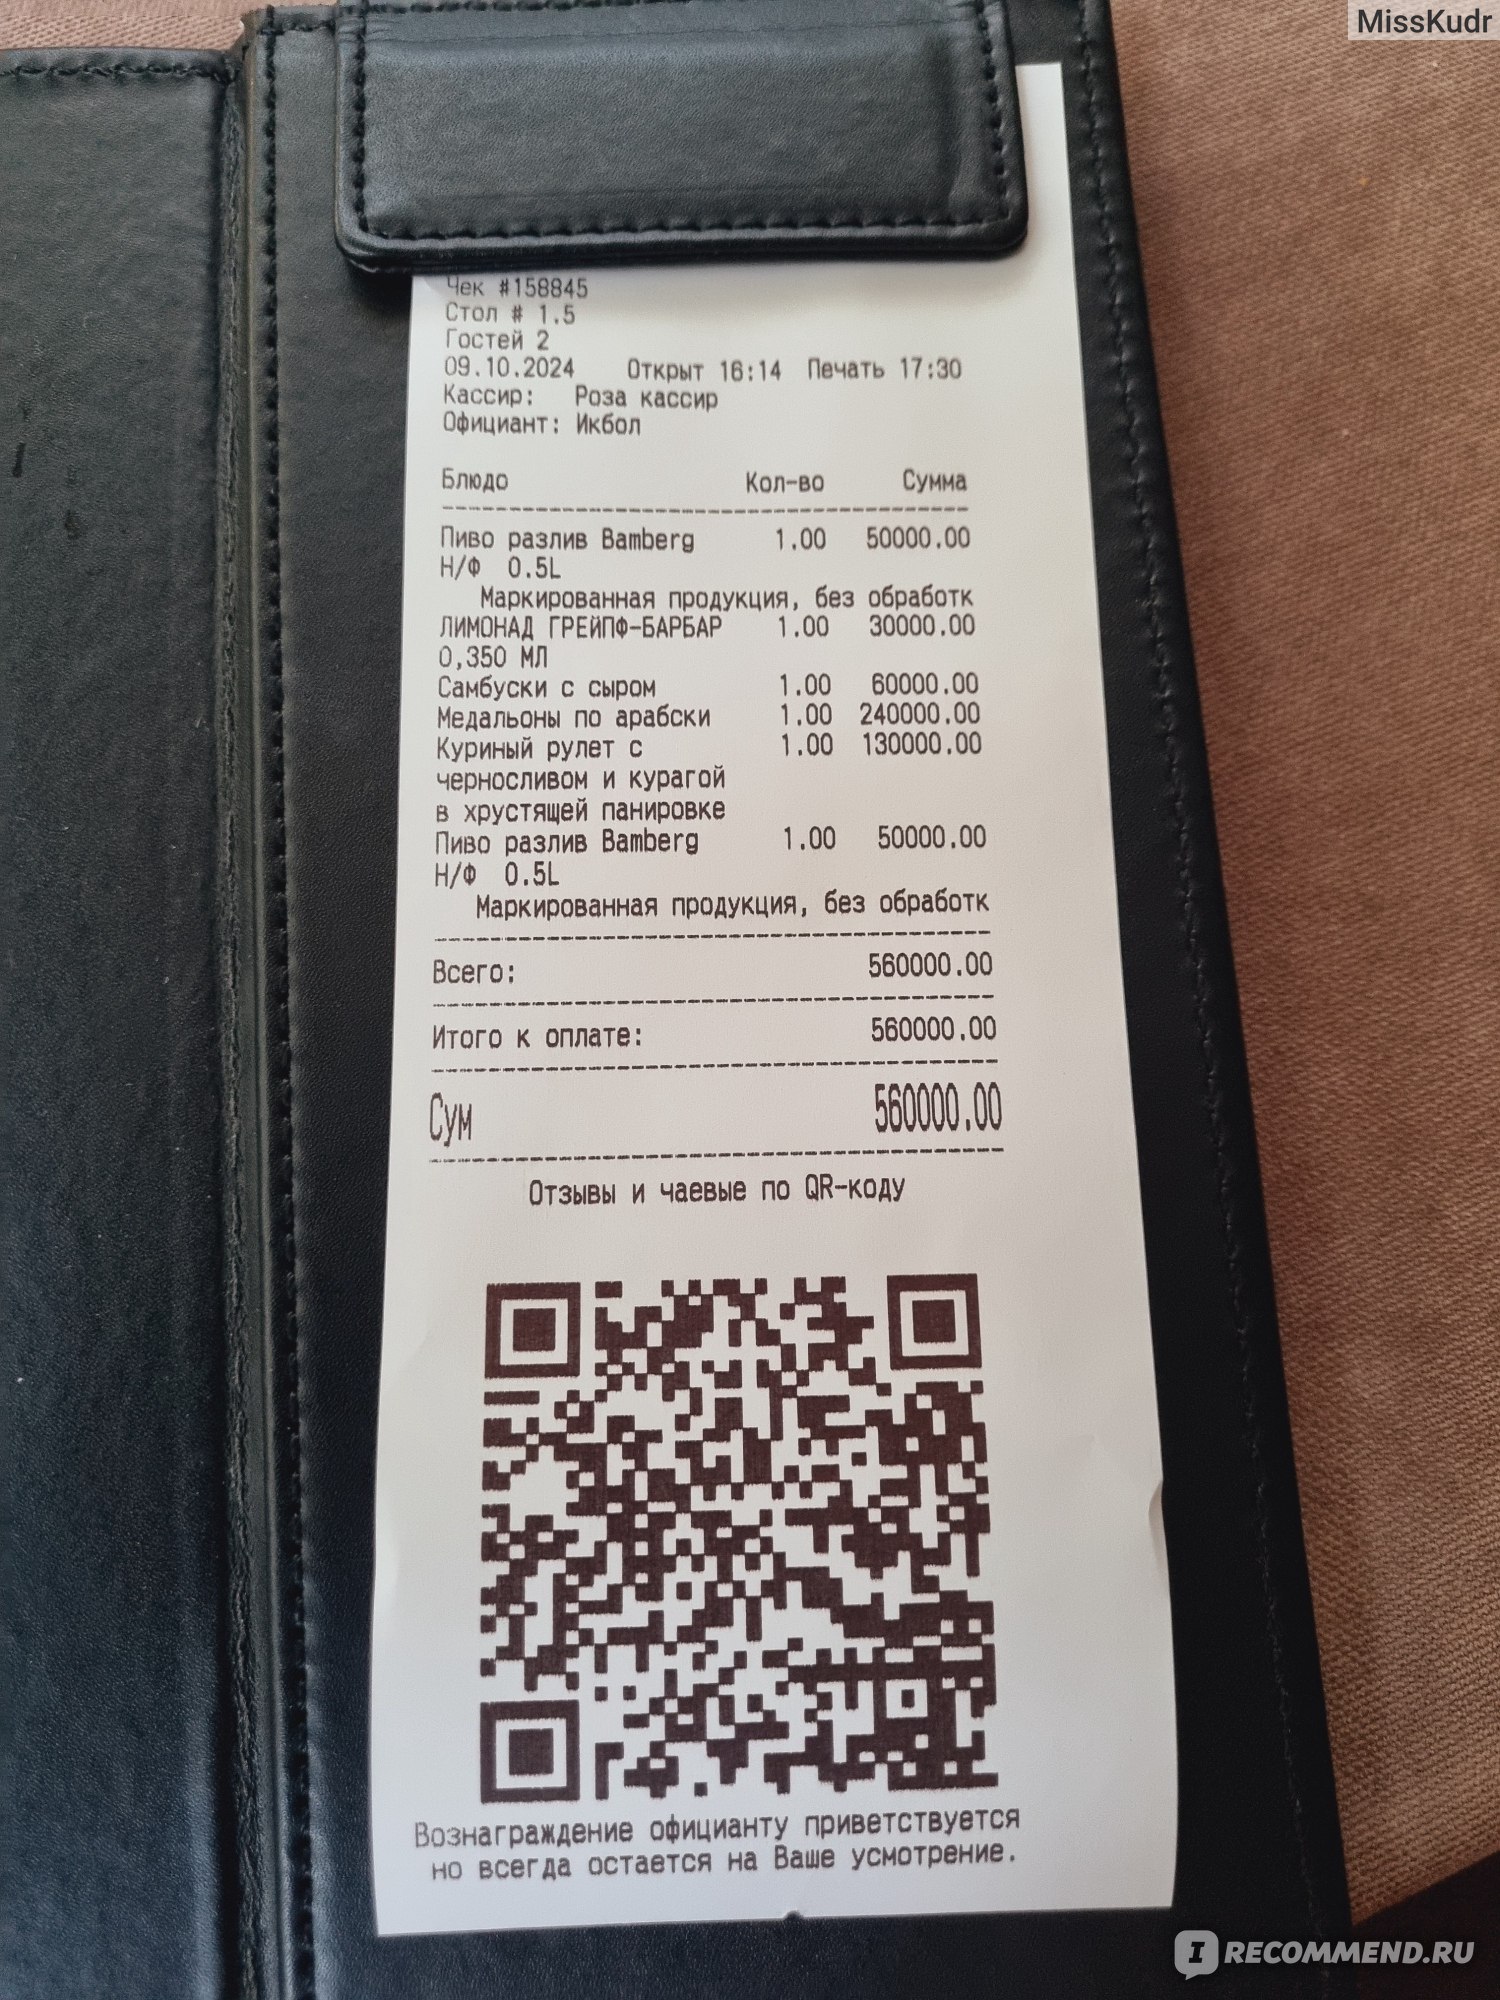 MissKudr
Чек #158845
Стол # 1.5
Гостей 2
09.10.2024 Открыт 16:14 Печать 17:30
Кассир: Роза кассир
Официант: Икбол
Блюдо Кол-во Сумма
Пиво разлив Bamberg 1.00 50000.00
Н/Ф 0.5L
Маркированная продукция, без обработк
ЛИМОНАД ГРЕЙПФ-БАРБАР 1.00 30000.00
0,350 МЛ
Самбуски с сыром 1.00 60000.00
Медальоны по арабски 1.00 240000.00
Куриный рулет с 1.00 130000.00
черносливом и курагой
в хрустящей панировке
Пиво разлив Bamberg 1.00 50000.00
Н/Ф 0.5L
Маркированная продукция, без обработк
Всего: 560000.00
Итого к оплате: 560000.00
Сум 560000.00
Отзывы и чаевые по QR-коду
Вознаграждение официанту приветствуется
но всегда остается на Ваше усмотрение.
I RECOMMEND.RU